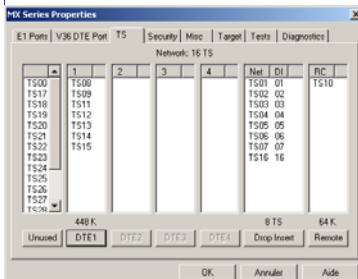 MX Series Properties
E1 Ports V36 DTE Port TS Security Misc Target Tests Diagnostics
Network: 16 TS
1 2 3 4 Net DI RC
TS00 TS08 TS01 01 TS10
TS17 TS09 TS02 02
TS18 TS11 TS03 03
TS19 TS12 TS04 04
TS20 TS13 TS05 05
TS21 TS14 TS06 06
TS22 TS15 TS07 07
TS23 TS16 16
TS24
TS25
TS26
TS27
TS28
448 K 8 TS 64 K
Unused DTE1 DTE2 DTE3 DTE4 Drop Insert Remote
OK Annuler Aide